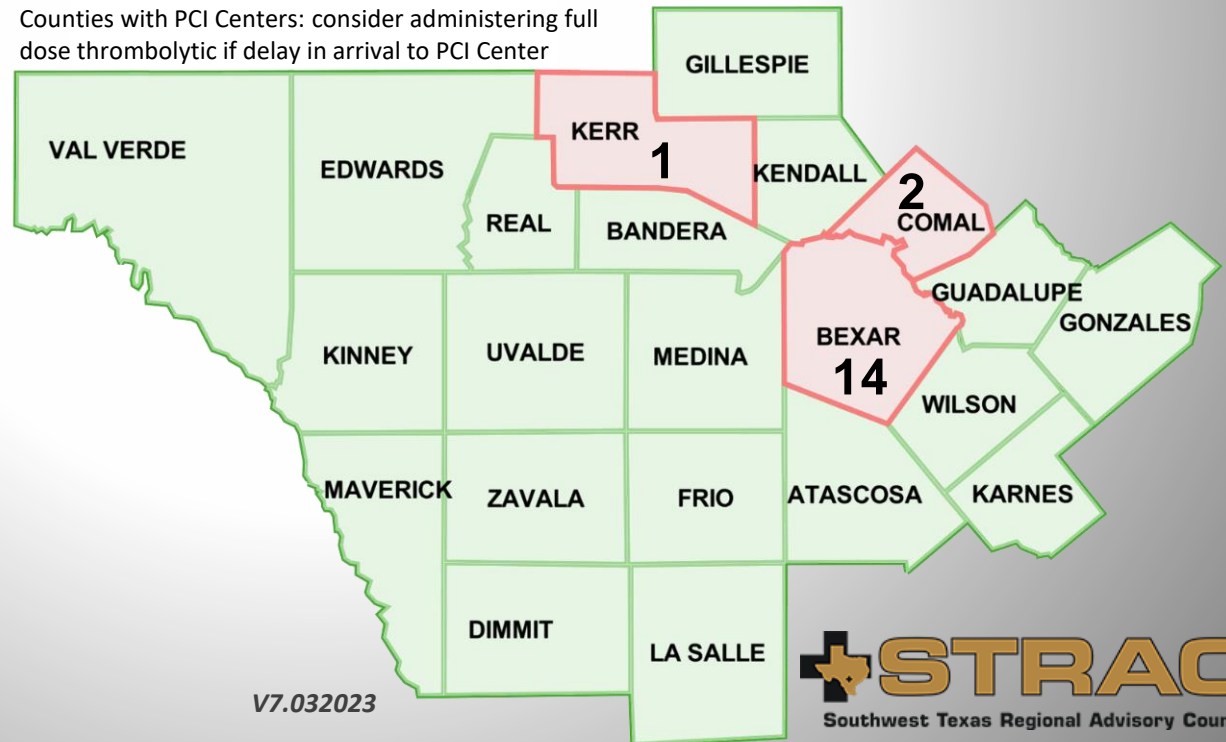 Counties with PCI Centers: consider administering full
dose thrombolytic if delay in arrival to PCI Center
GILLESPIE
VAL VERDE
EDWARDS
KERR
1
KENDALL
2
COMAL
REAL
BANDERA
GUADALUPE
GONZALES
KINNEY
UVALDE
MEDINA
BEXAR
14
WILSON
MAVERICK
ZAVALA
FRIO
ATASCOSA
KARNES
DIMMIT
LA SALLE
V7.032023
STRAC
Southwest Texas Regional Advisory Coun